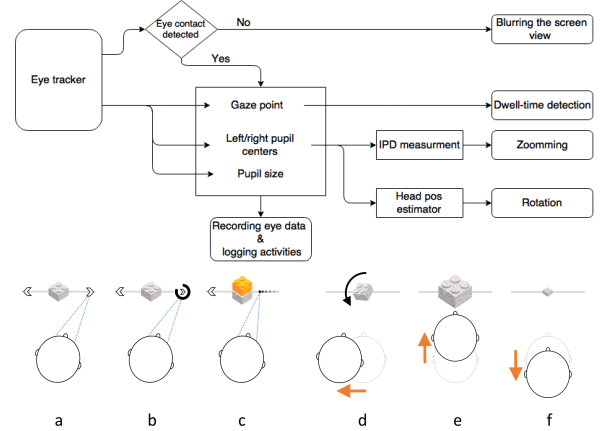 Eye contact
detected
No
Blurring the screen
view
Eye tracker
Yes
Gaze point
Dwell-time detection
Left/right pupil
centers
IPD measurment
Zoomming
Pupil size
Head pos
estimator
Rotation
Recording eye data
&
logging activities
a
b
c
d
e
f